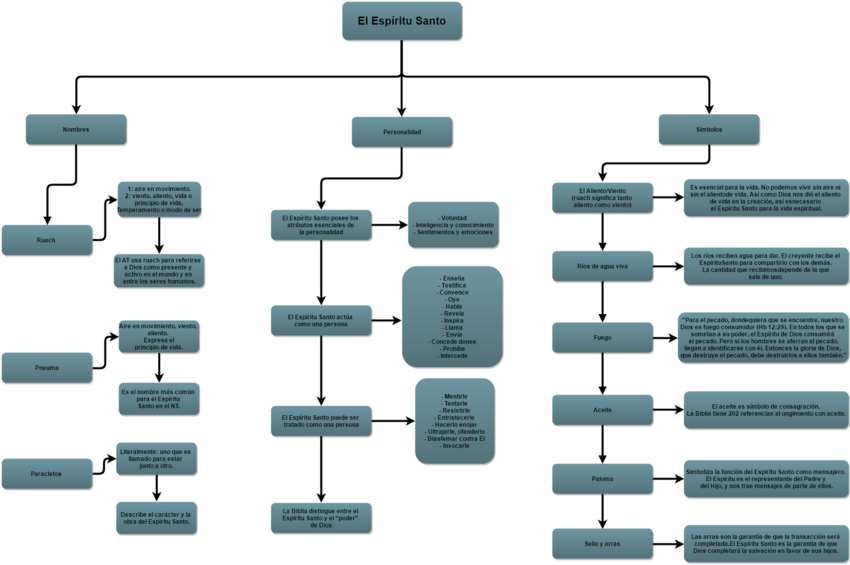 El Espíritu Santo
Nombres
Ruach
1: aire en movimiento.
2: viento, aliento, vida o
principio de vida,
Temperamento o modo de ser
El AT usa ruach para referirse
a Dios como presente y
activo en el mundo y en
entre los seres humanos.
Pneuma
Aire en movimiento, viento,
aliento.
Expresa el
principio de vida.
Es el nombre más común
para el Espíritu
Santo en el NT.
Paracletos
Literalmente: uno que es
llamado para estar
junto a otro.
Describe el carácter y la
obra del Espíritu Santo.
Personalidad
El Espíritu Santo posee los
atributos esenciales de
la personalidad
- Voluntad
- Inteligencia y conocimiento
- Sentimientos y emociones
El Espíritu Santo actúa
como una persona
- Enseña
- Testifica
- Convence
- Oye
- Habla
- Revela
- Inspira
- Llama
- Envía
- Concede dones
- Prohíbe
- Intercede
El Espíritu Santo puede ser
tratado como una persona
- Mentirle
- Tentarle
- Resistirle
- Entristecerle
- Hacerlo enojar
- Ultrajarle, ofenderlo
- Blasfemar contra El
- Invocarle
La Biblia distingue entre el
Espíritu Santo y el "poder"
de Dios
Símbolos
El Aliento/Viento
(ruach significa tanto
aliento como viento)
Es esencial para la vida. No podemos vivir sin aire ni
sin el alientode vida. Así como Dios nos dió el aliento
de vida en la creación, así esnecesario
el Espíritu Santo para la vida espiritual.
Ríos de agua viva
Los ríos reciben agua para dar. El creyente recibe el
EspírituSanto para compartirlo con los demás.
La cantidad que recibimosdepende de la que
sale de uno.
Fuego
"Para el pecado, dondequiera que se encuentre, nuestro
Dios es fuego consumidor (Hb 12:29). En todos los que se
sometan a su poder, el Espíritu de Dios consumirá
el pecado. Pero si los hombres se aferran al pecado,
llegan a identificarse con él. Entonces la gloria de Dios,
que destruye el pecado, debe destruirlos a ellos también."
Aceite
El aceite es símbolo de consagración.
La Biblia tiene 202 referencias al ungimiento con aceite.
Paloma
Simboliza la función del Espíritu Santo como mensajero.
El Espíritu es el representante del Padre y
del Hijo, y nos trae mensajes de parte de ellos.
Sello y arras
Las arras son la garantía de que la transacción será
completada.El Espíritu Santo es la garantía de que
Dios completará la salvación en favor de sus hijos.